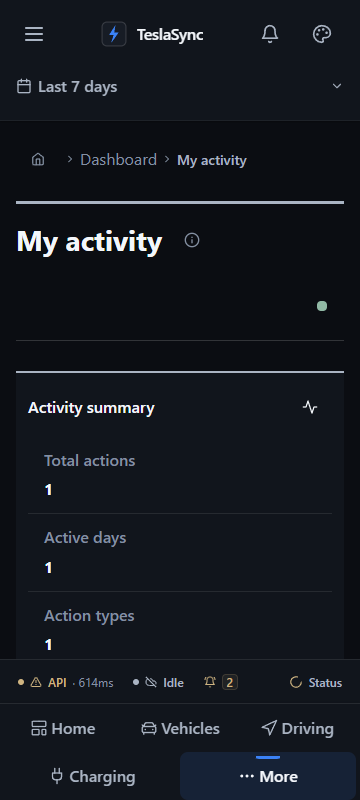 TeslaSync
Last 7 days
Dashboard > My activity
My activity
Activity summary
Total actions
1
Active days
1
Action types
1
API · 614ms Idle 2 Status
Home Vehicles Driving
Charging More